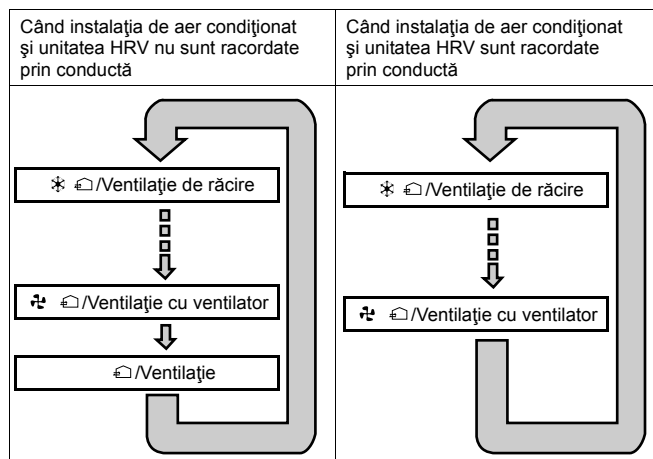 Când instalaţia de aer condiţionat
şi unitatea HRV nu sunt racordate
prin conductă
Când instalaţia de aer condiţionat
şi unitatea HRV sunt racordate
prin conductă
/Ventilaţie de răcire
/Ventilaţie cu ventilator
/Ventilaţie
/Ventilaţie de răcire
/Ventilaţie cu ventilator